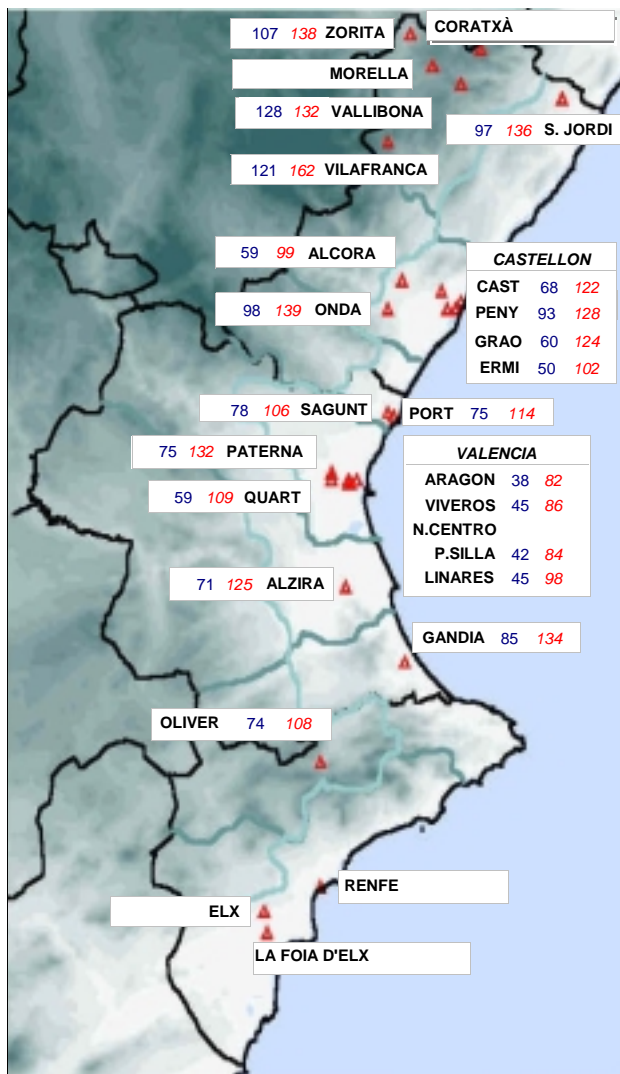 107 138 ZORITA
CORATXÀ
MORELLA
128 132 VALLIBONA
97 136 S. JORDI
121 162 VILAFRANCA
59 99 ALCORA
98 139 ONDA
CASTELLON
CAST 68 122
PENY 93 128
GRAO 60 124
ERMI 50 102
78 106 SAGUNT
PORT 75 114
75 132 PATERNA
59 109 QUART
VALENCIA
ARAGON 38 82
VIVEROS 45 86
N.CENTRO
P.SILLA 42 84
LINARES 45 98
71 125 ALZIRA
GANDIA 85 134
OLIVER 74 108
RENFE
ELX
LA FOIA D'ELX